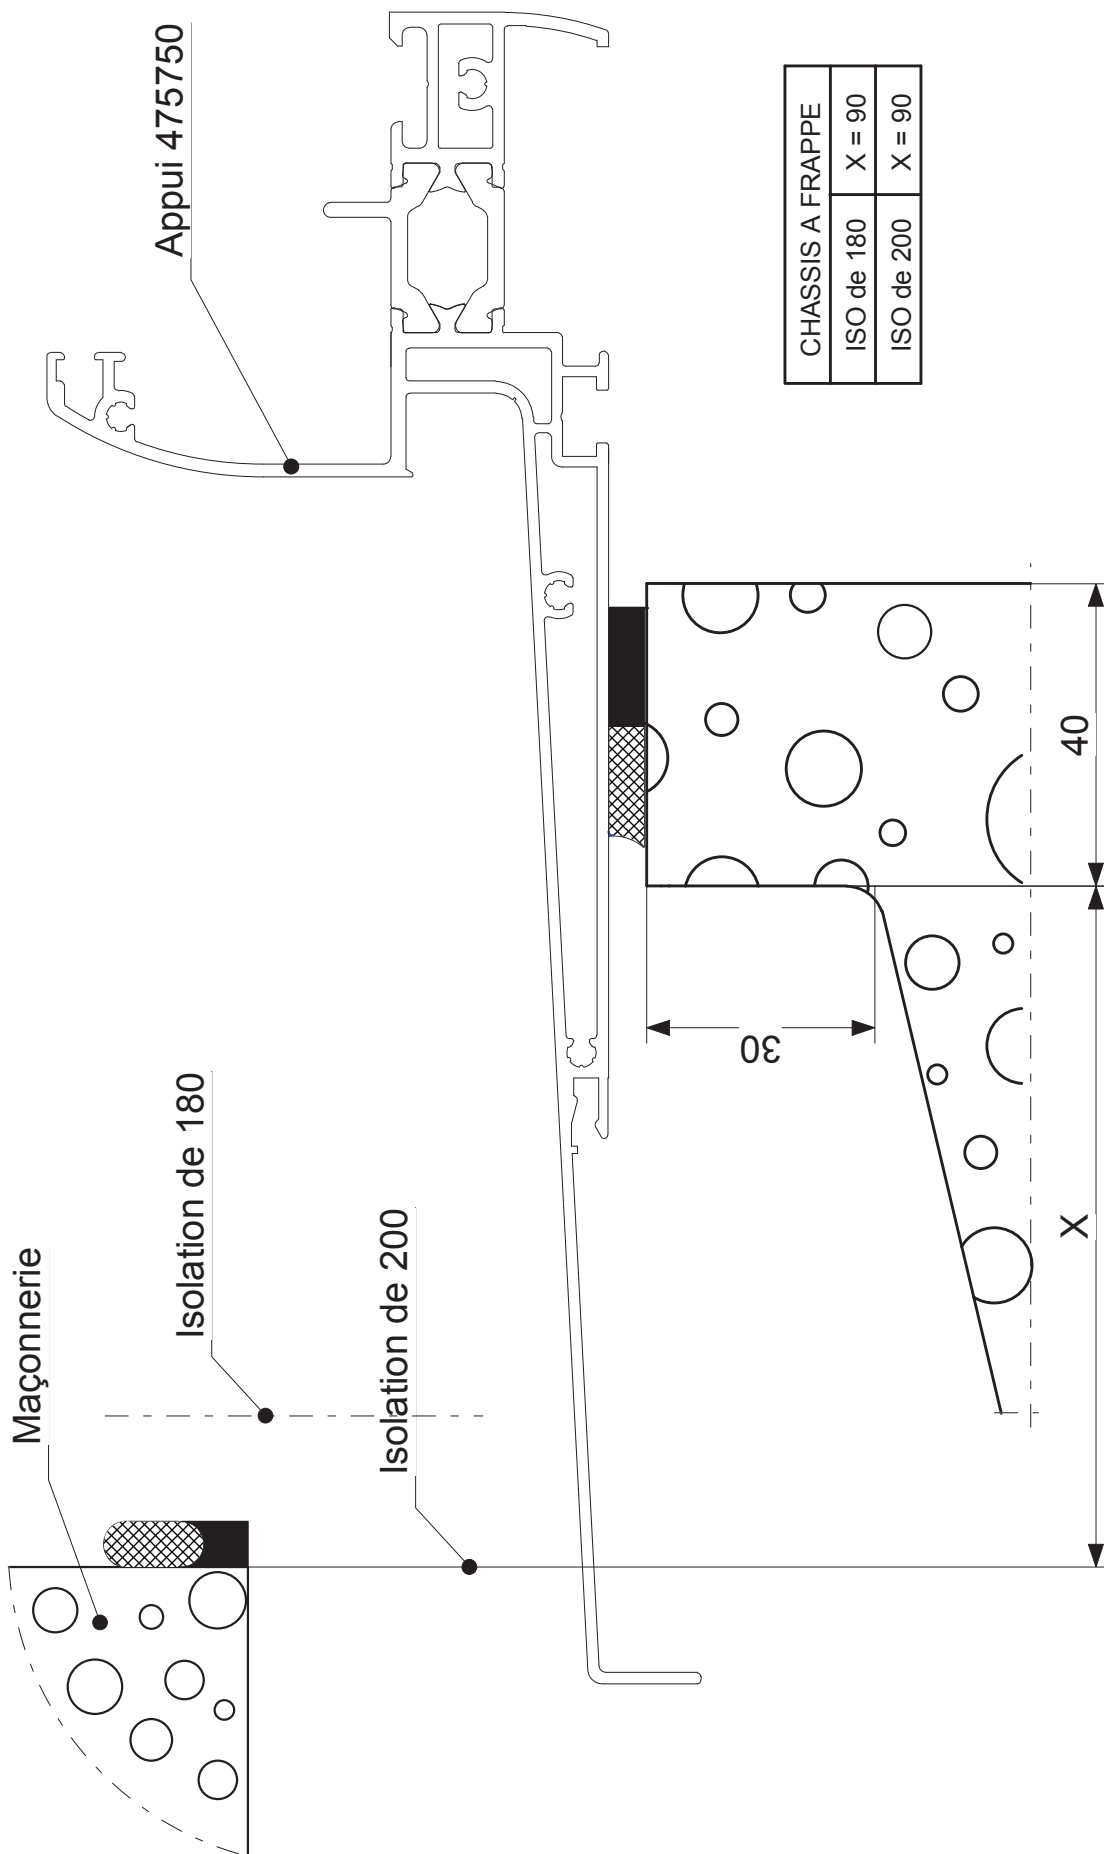 Maçonnerie
Isolation de 180
Isolation de 200
Appui 475750
30
X
40
CHASSIS A FRAPPE
ISO de 180 X = 90
ISO de 200 X = 90